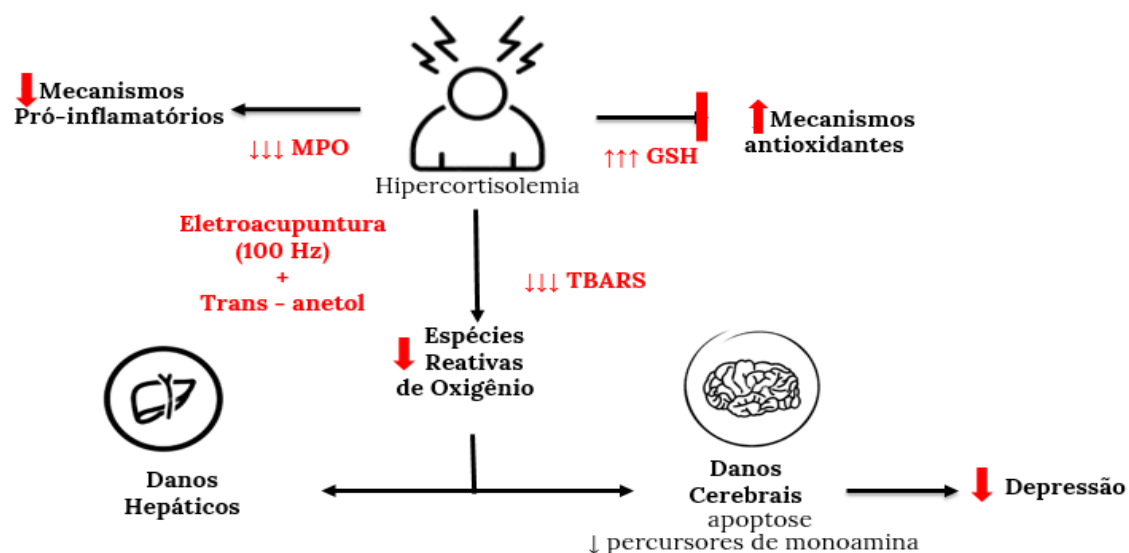 Mecanismos
Pró-inflamatórios
↓↓↓ MPO
Hipercortisolemia
↑↑↑ GSH
Mecanismos
antioxidantes
Eletroacupuntura
(100 Hz)
+
Trans - anetol
↓↓↓ TBARS
Espécies
Reativas
de Oxigênio
Danos
Hepáticos
Danos
Cerebrais
apoptose
↓ percursores de monoamina
Depressão